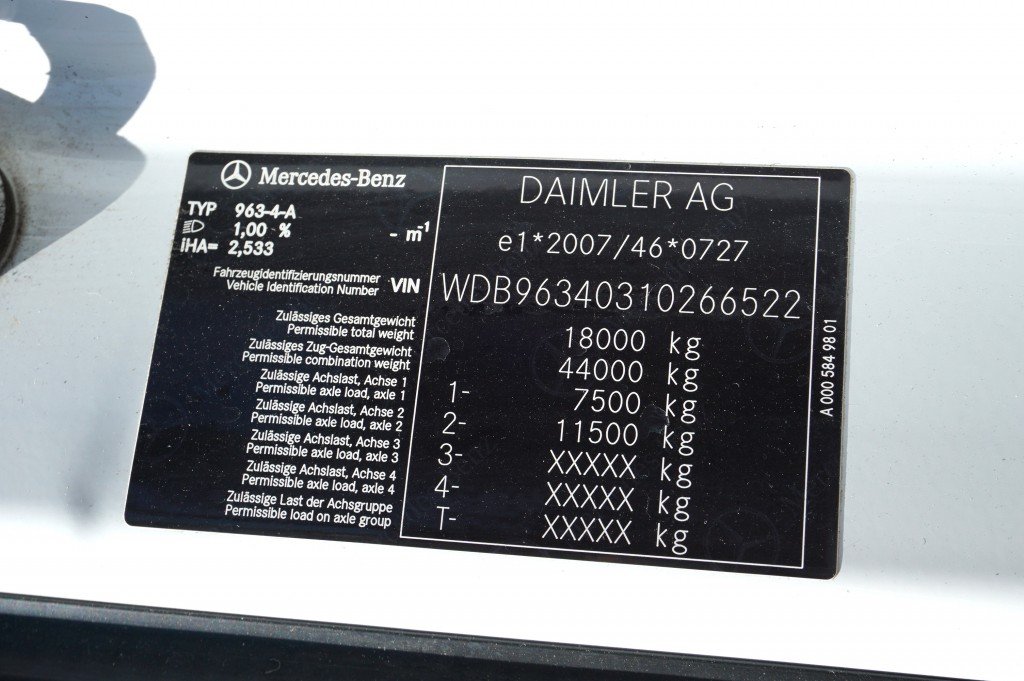 Mercedes-Benz
TYP 963-4-A
1,00 % - m-1
iHA= 2,533
Fahrzeugidentifizierungsnummer
Vehicle Identification Number VIN
Zulässiges Gesamtgewicht
Permissible total weight
Zulässiges Zug-Gesamtgewicht
Permissible combination weight
Zulässige Achslast, Achse 1
Permissible axle load, axle 1
Zulässige Achslast, Achse 2
Permissible axle load, axle 2
Zulässige Achslast, Achse 3
Permissible axle load, axle 3
Zulässige Achslast, Achse 4
Permissible axle load, axle 4
Zulässige Last der Achsgruppe
Permissible load on axle group
DAIMLER AG
e1*2007/46*0727
WDB96340310266522
18000 kg
44000 kg
1- 7500 kg
2- 11500 kg
3- XXXXX kg
4- XXXXX kg
T- XXXXX kg
A 000 584 98 01